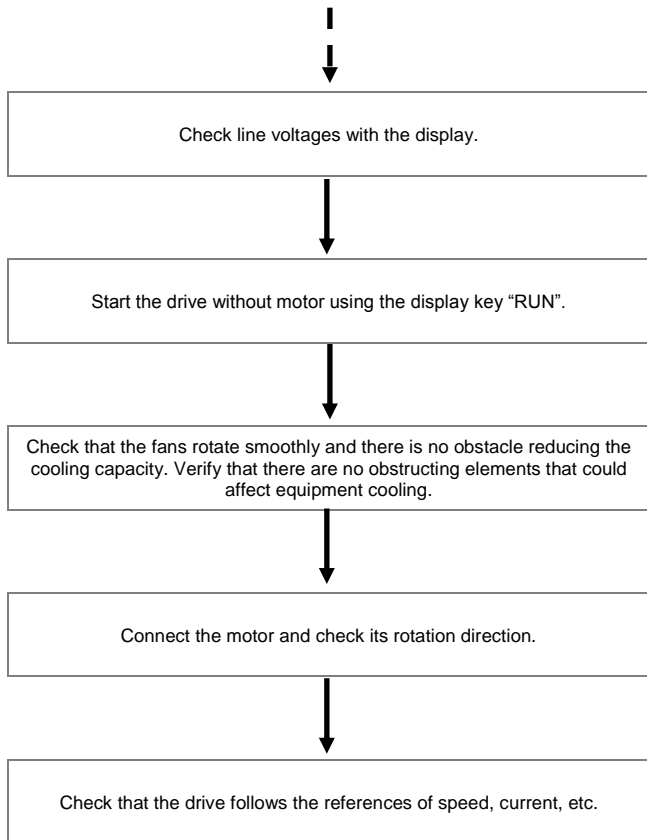 Check line voltages with the display.
Start the drive without motor using the display key “RUN”.
Check that the fans rotate smoothly and there is no obstacle reducing the
cooling capacity. Verify that there are no obstructing elements that could
affect equipment cooling.
Connect the motor and check its rotation direction.
Check that the drive follows the references of speed, current, etc.